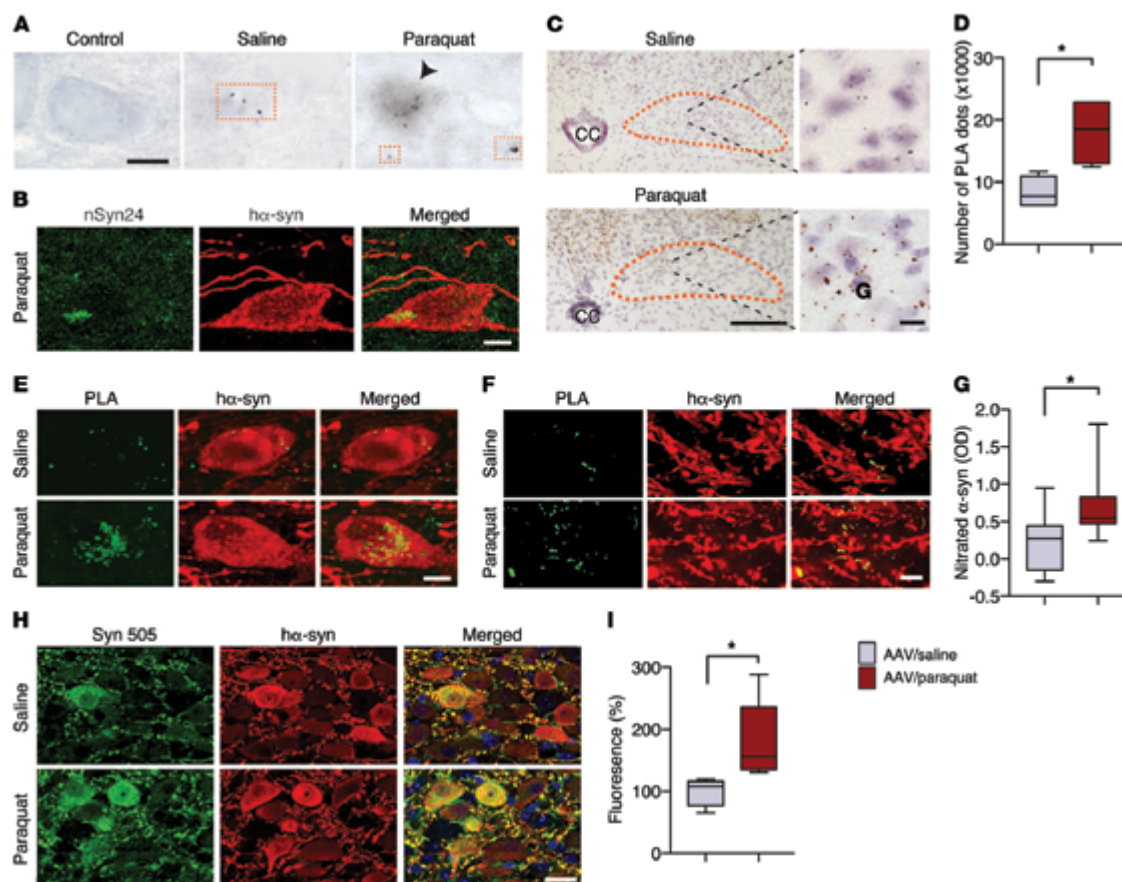 A
Control
Saline
Paraquat
B
nSyn24
hα-syn
Merged
Paraquat
C
Saline
CC
Paraquat
CC
G
D
Number of PLA dots (x1000)
30
20
10
0
*
E
PLA
hα-syn
Merged
Saline
Paraquat
F
PLA
hα-syn
Merged
Saline
Paraquat
G
Nitrated α-syn (OD)
2.0
1.5
1.0
0.5
0.0
-0.5
*
H
Syn 505
hα-syn
Merged
Saline
Paraquat
I
Fluoresence (%)
300
200
100
0
*
AAV/saline
AAV/paraquat